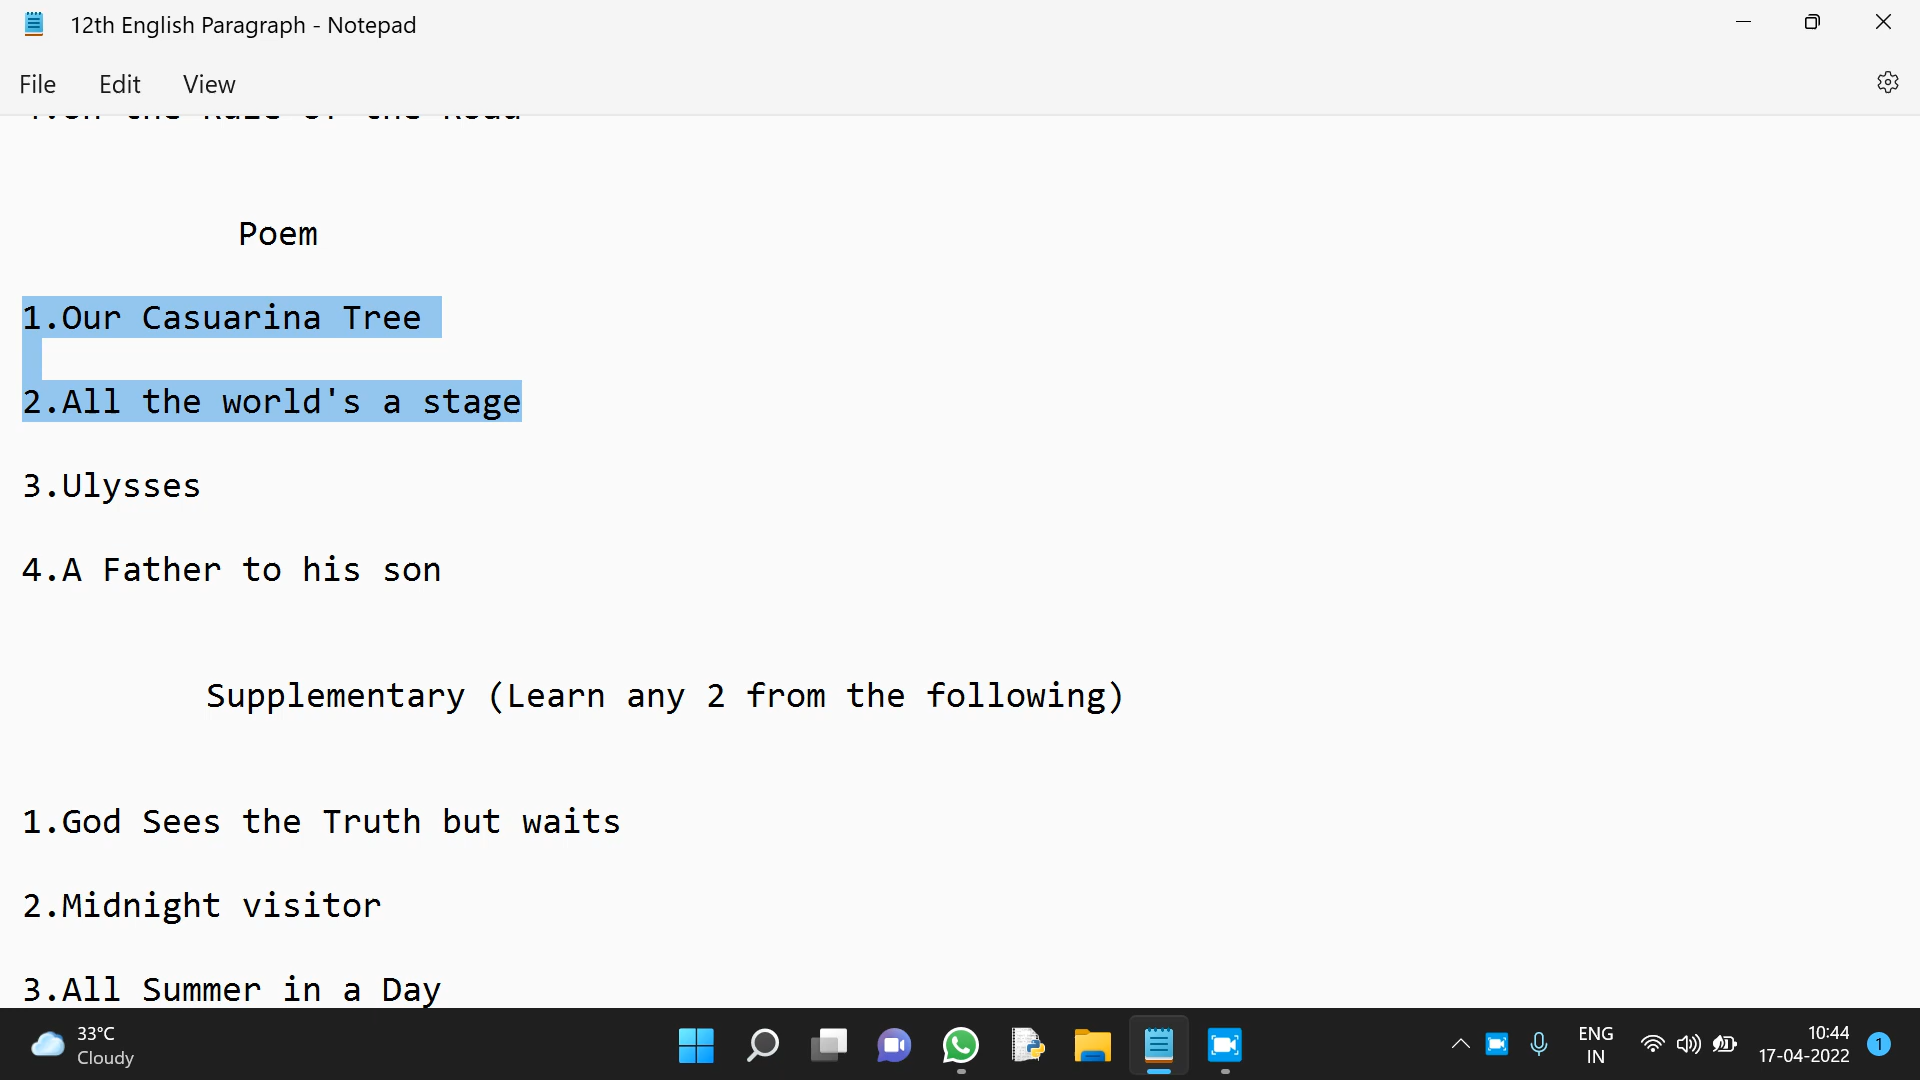 12th English Paragraph - Notepad
File Edit View
Poem
1.Our Casuarina Tree
2.All the world's a stage
3.Ulysses
4.A Father to his son
Supplementary (Learn any 2 from the following)
1.God Sees the Truth but waits
2.Midnight visitor
3.All Summer in a Day
33°C
Cloudy
ENG
IN
10:44
17-04-2022
1